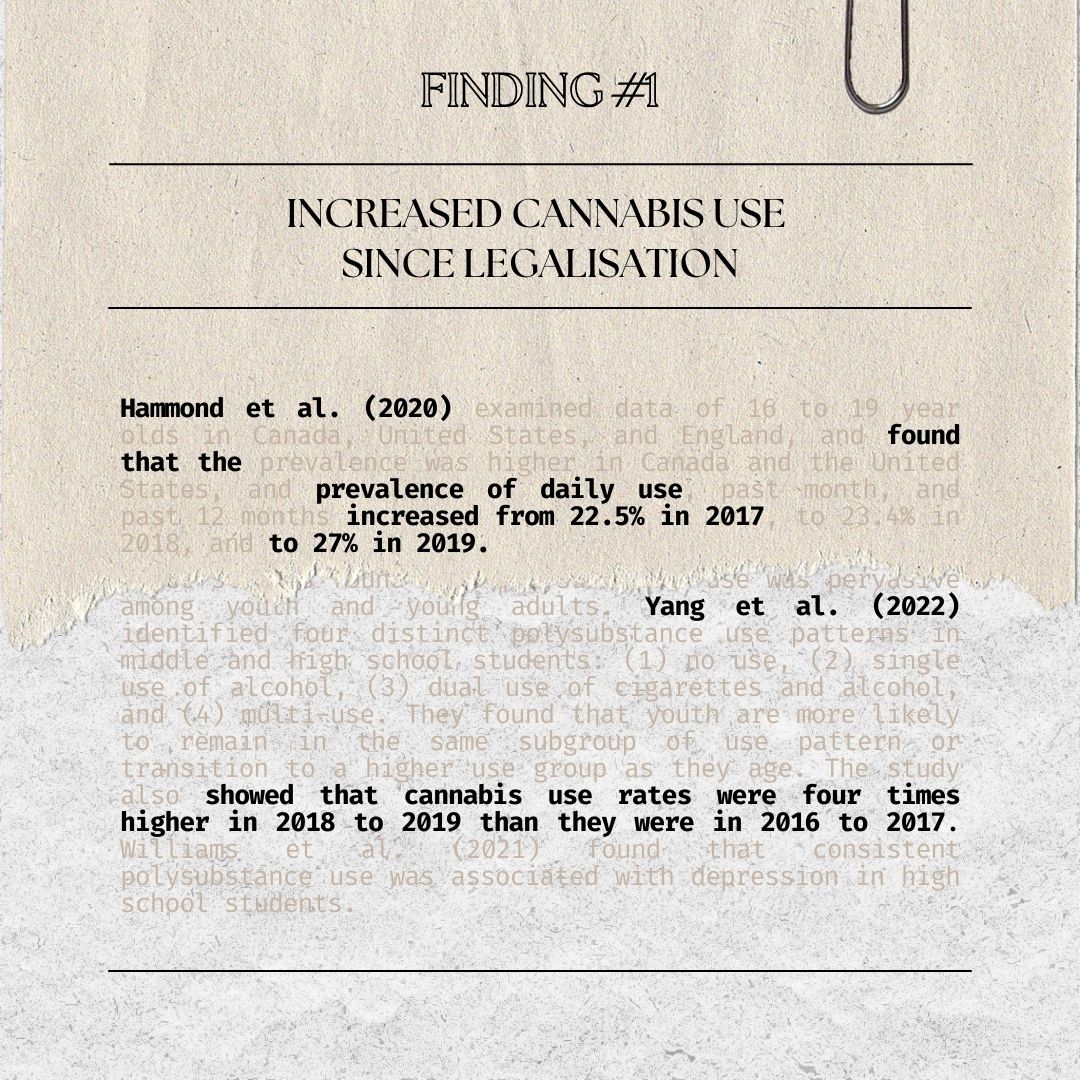 FINDING #1
INCREASED CANNABIS USE
SINCE LEGALISATION
Hammond et al. (2020) examined data of 16 to 19 year
olds in Canada, United States, and England, and found
that the prevalence was higher in Canada and the United
States, and prevalence of daily use, past month, and
past 12 months increased from 22.5% in 2017, to 23.4% in
2018, and to 27% in 2019.
use was pervasive
among youth and young adults. Yang et al. (2022)
identified four distinct polysubstance use patterns in
middle and high school students: (1) no use, (2) single
use of alcohol, (3) dual use of cigarettes and alcohol,
and (4) multi-use. They found that youth are more likely
to remain in the same subgroup of use pattern or
transition to a higher use group as they age. The study
also showed that cannabis use rates were four times
higher in 2018 to 2019 than they were in 2016 to 2017.
Williams et al. (2021) found that consistent
polysubstance use was associated with depression in high
school students.